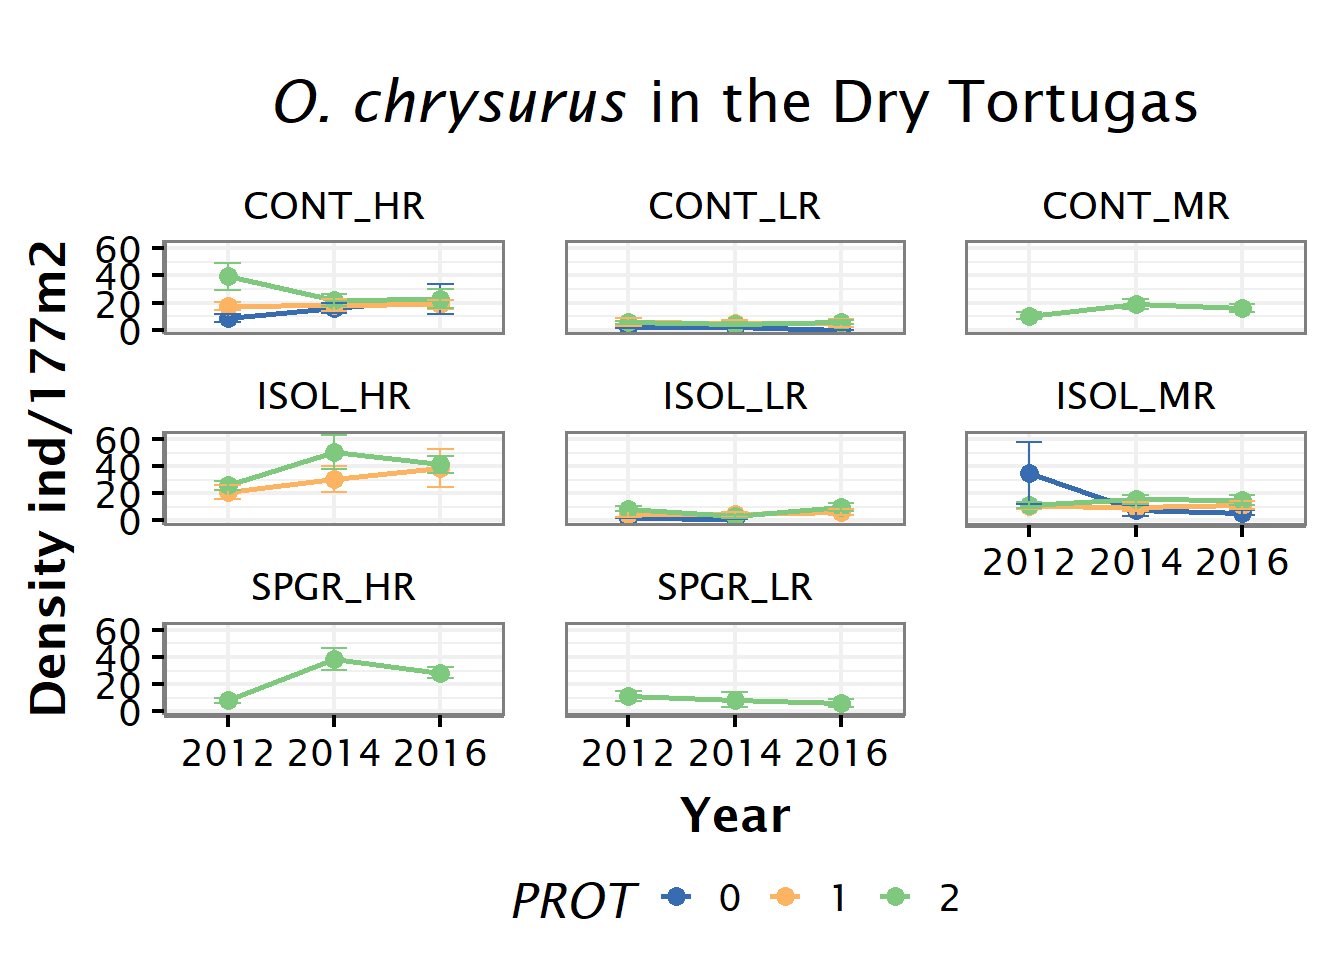 O. chrysurus in the Dry Tortugas
CONT_HR CONT_LR CONT_MR
60
40
20
0
ISOL_HR ISOL_LR ISOL_MR
60
40
20
0
2012 2014 2016
SPGR_HR SPGR_LR
60
40
20
0
2012 2014 2016 2012 2014 2016
Density ind/177m2
Year
PROT 0 1 2